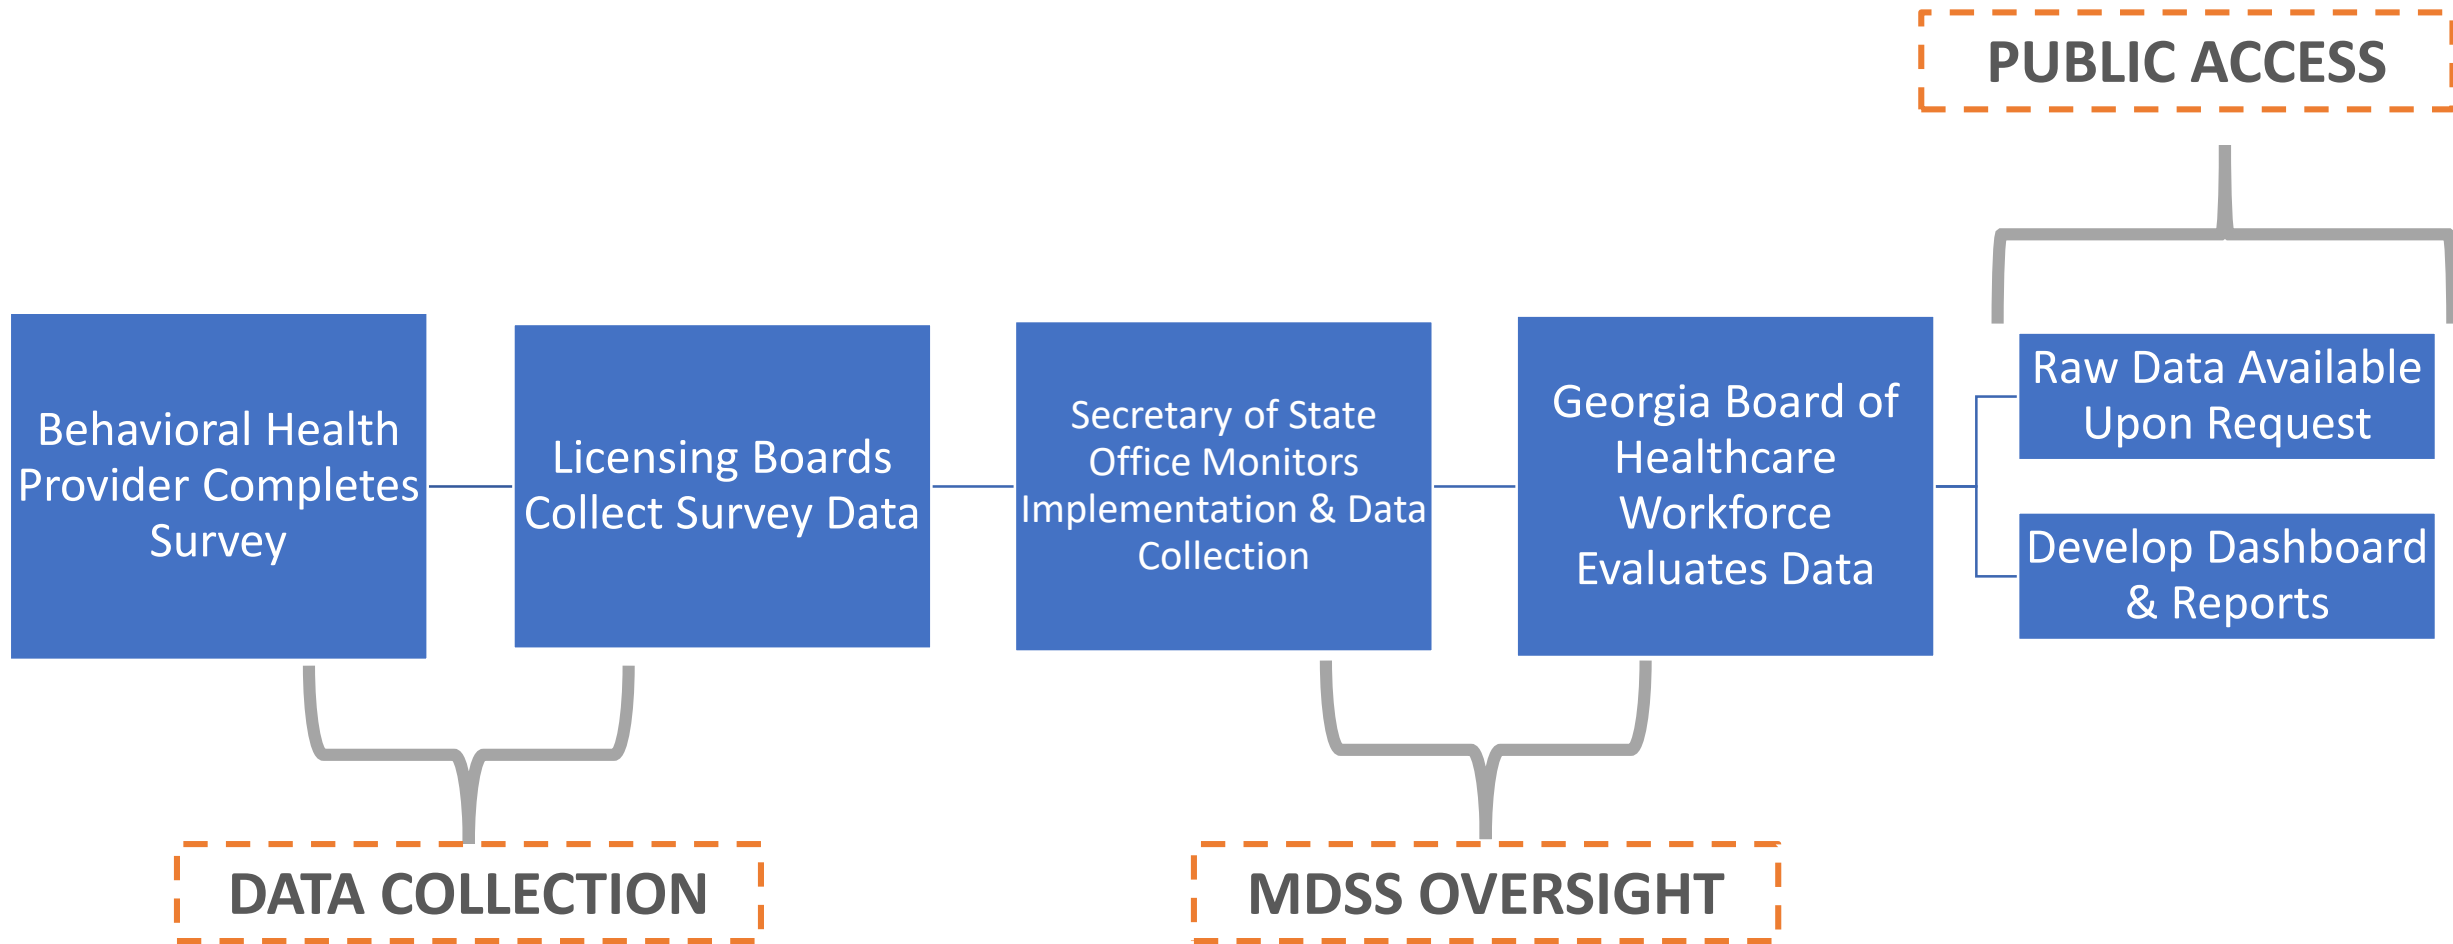 PUBLIC ACCESS
Behavioral Health
Provider Completes
Survey
Licensing Boards
Collect Survey Data
Secretary of State
Office Monitors
Implementation & Data
Collection
Georgia Board of
Healthcare
Workforce
Evaluates Data
Raw Data Available
Upon Request
Develop Dashboard
& Reports
DATA COLLECTION
MDSS OVERSIGHT